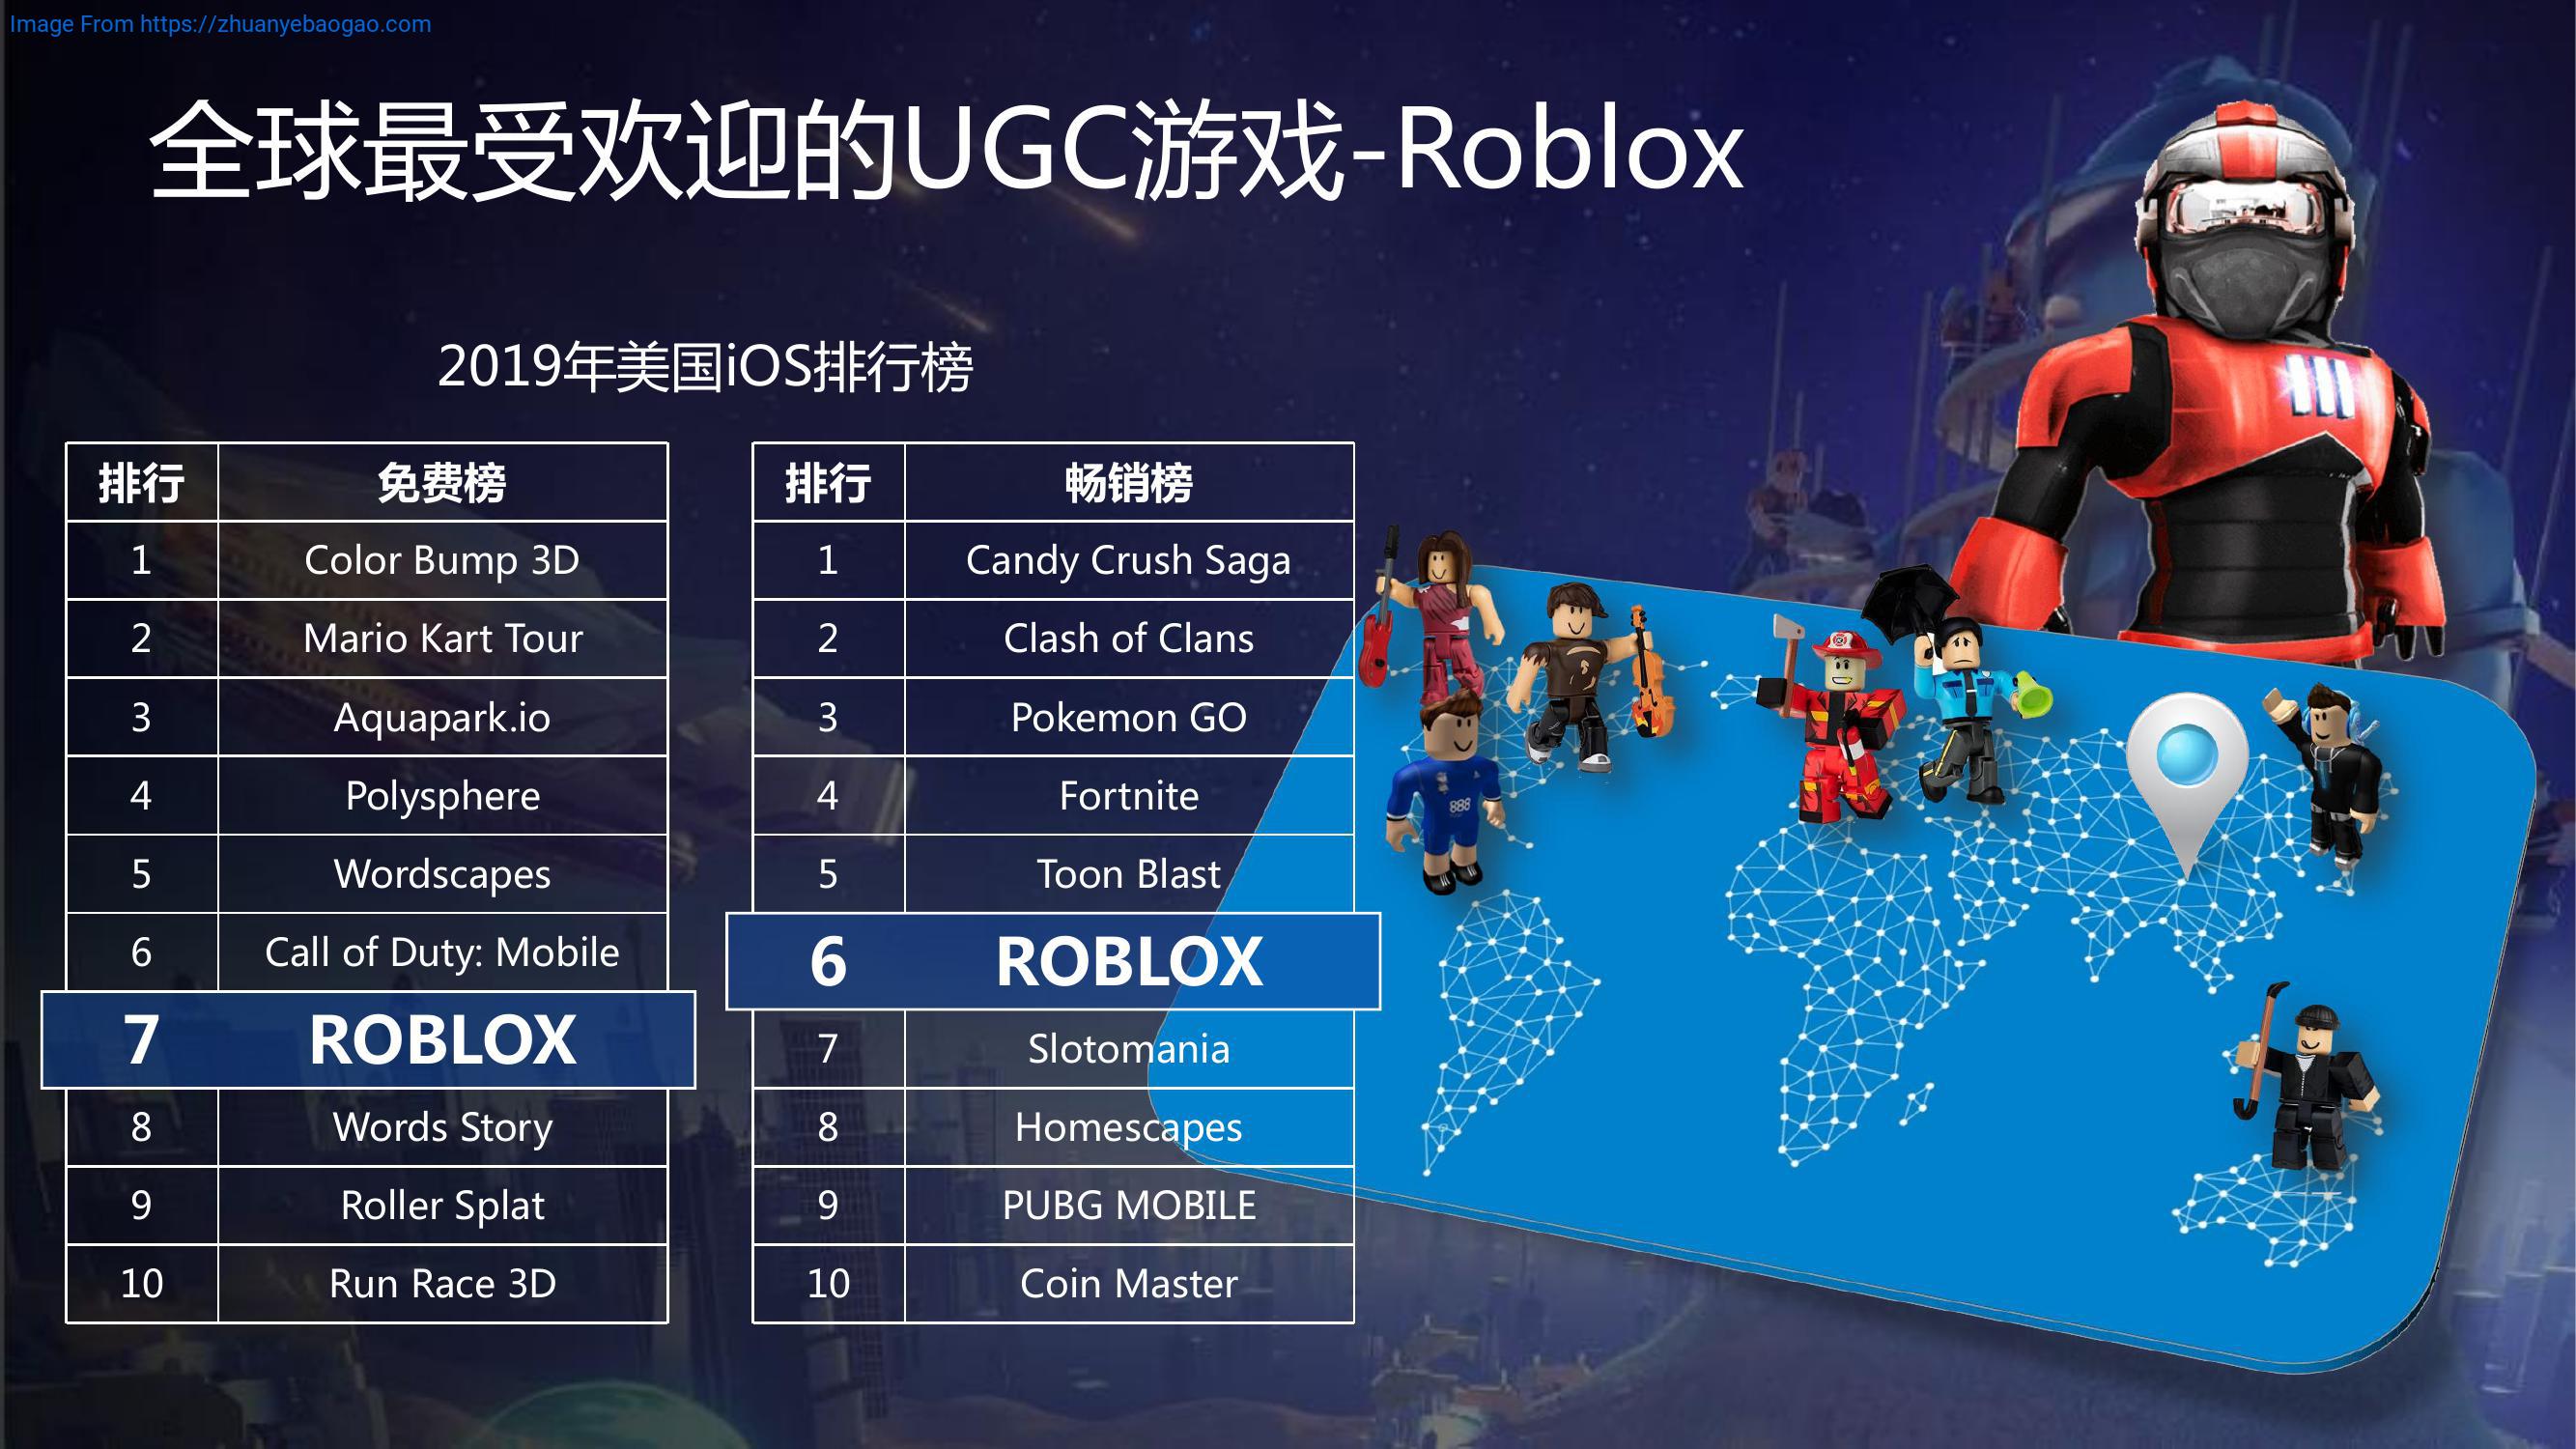 Image From https://zhuanyebaogao.com
全球最受欢迎的UGC游戏-Roblox
2019年美国iOS排行榜
排行 免费榜
1 Color Bump 3D
2 Mario Kart Tour
3 Aquapark.io
4 Polysphere
5 Wordscapes
6 Call of Duty: Mobile
7 ROBLOX
8 Words Story
9 Roller Splat
10 Run Race 3D
排行 畅销榜
1 Candy Crush Saga
2 Clash of Clans
3 Pokemon GO
4 Fortnite
5 Toon Blast
6 ROBLOX
7 Slotomania
8 Homescapes
9 PUBG MOBILE
10 Coin Master
888